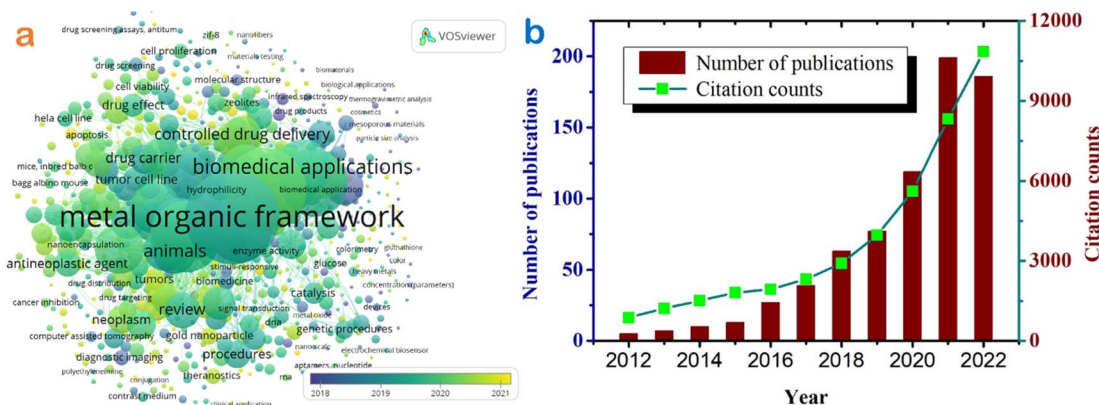 a
drug screening assays, antitum
zif-8
nanofibers
VOSviewer
cell proliferation
materials testing
drug screening
biomaterials
molecular structure
biological applications
cell viability
infrared spectroscopy
thermogravimetric analysis
drug effect
zeolites
drug products
cosmetics
hela cell line
mesoporous materials
apoptosis
controlled drug delivery
particle size analysis
drug carrier
mice, inbred balb c
biomedical applications
bagg albino mouse
tumor cell line
hydrophilicity
biomedical application
metal organic framework
nanoencapsulation
animals
enzyme activity
colorimetry
glutathione
color
antineoplastic agent
stimuli-responsive
glucose
heavy metals
drug distribution
tumors
biomedicine
concentration (parameters)
cancer inhibition
drug targeting
catalysis
review
signal transduction
metal oxide
devices
neoplasm
dna
genetic procedures
computer assisted tomography
gold nanoparticle
nanoscale
electrochemical biosensor
diagnostic imaging
procedures
aptamers, nucleotide
polyethyleneimine
conjugation
theranostics
rna
contrast medium
clinical application
2018 2019 2020 2021
b
Number of publications
Citation counts
Number of publications
200
150
100
50
0
2012 2014 2016 2018 2020 2022
Year
12000
9000
6000
3000
0
Citation counts